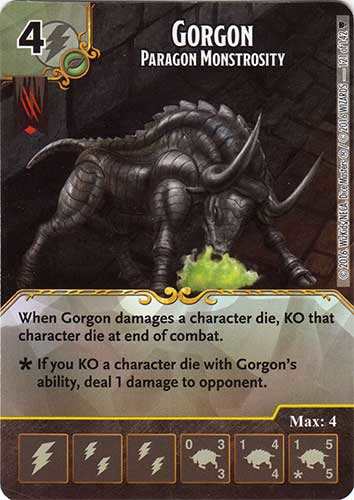 4
GORGON
PARAGON MONSTROSITY
When Gorgon damages a character die, KO that
character die at end of combat.
* If you KO a character die with Gorgon's
ability, deal 1 damage to opponent.
Max: 4
0 3 3
1 4 4
1 5 * 5